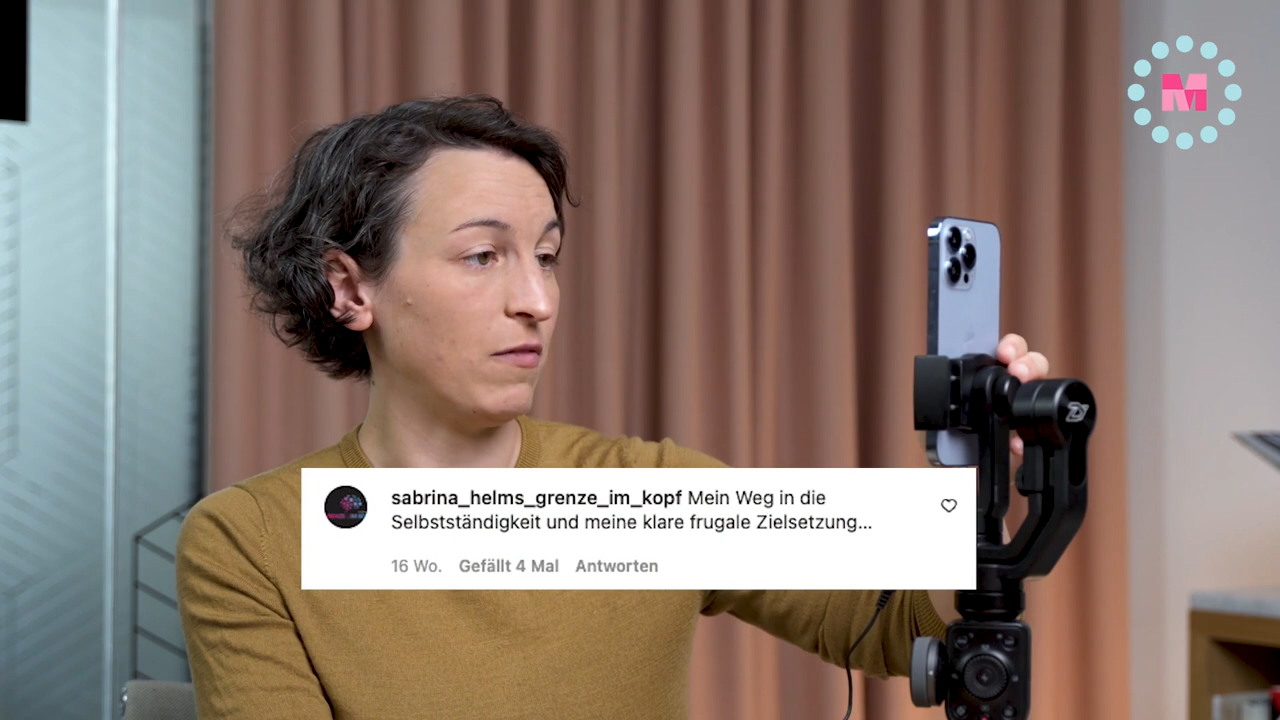 M
sabrina_helms_grenze_im_kopf Mein Weg in die
Selbstständigkeit und meine klare frugale Zielsetzung...
16 Wo. Gefällt 4 Mal Antworten